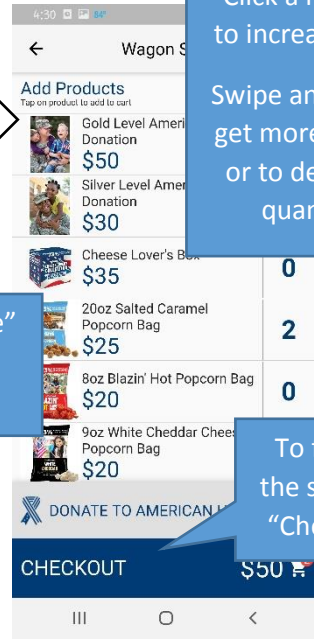 4:30 84°
Wagon S
Click a
to increa
Add Products
Tap on product to add to cart
Swipe an
get more
or to de
quan
Gold Level Ameri
Donation
$50
Silver Level Amer
Donation
$30
Cheese Lover's B
$35
0
e"
20oz Salted Caramel
Popcorn Bag
$25
2
8oz Blazin' Hot Popcorn Bag
$20
0
9oz White Cheddar Chee
Popcorn Bag
$20
To
the s
"Che
DONATE TO AMERICAN
CHECKOUT
$50